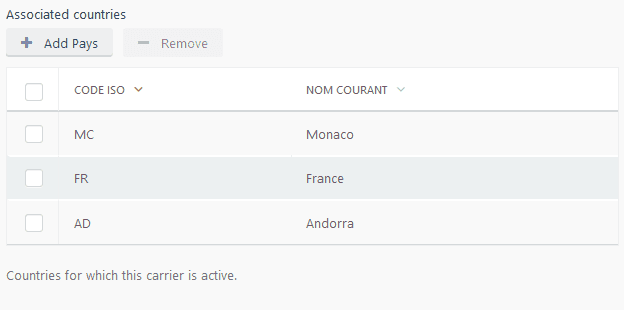 Associated countries
Add Pays Remove
CODE ISO NOM COURANT
MC Monaco
FR France
AD Andorra
Countries for which this carrier is active.